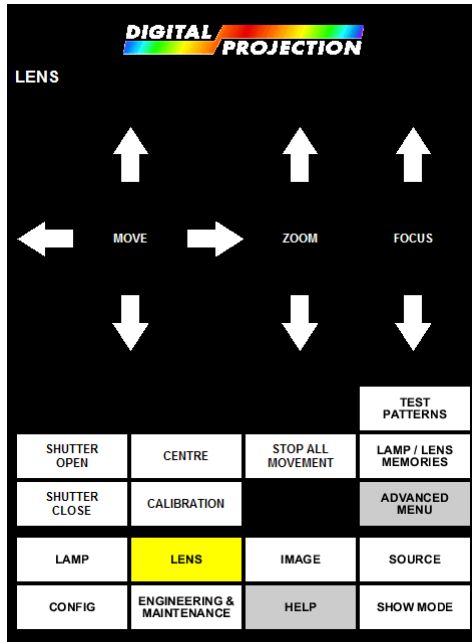 DIGITAL
PROJECTION
LENS
MOVE ZOOM FOCUS
TEST
PATTERNS
SHUTTER
OPEN
CENTRE
STOP ALL
MOVEMENT
LAMP / LENS
MEMORIES
SHUTTER
CLOSE
CALIBRATION
ADVANCED
MENU
LAMP
LENS
IMAGE
SOURCE
CONFIG
ENGINEERING &
MAINTENANCE
HELP
SHOW MODE